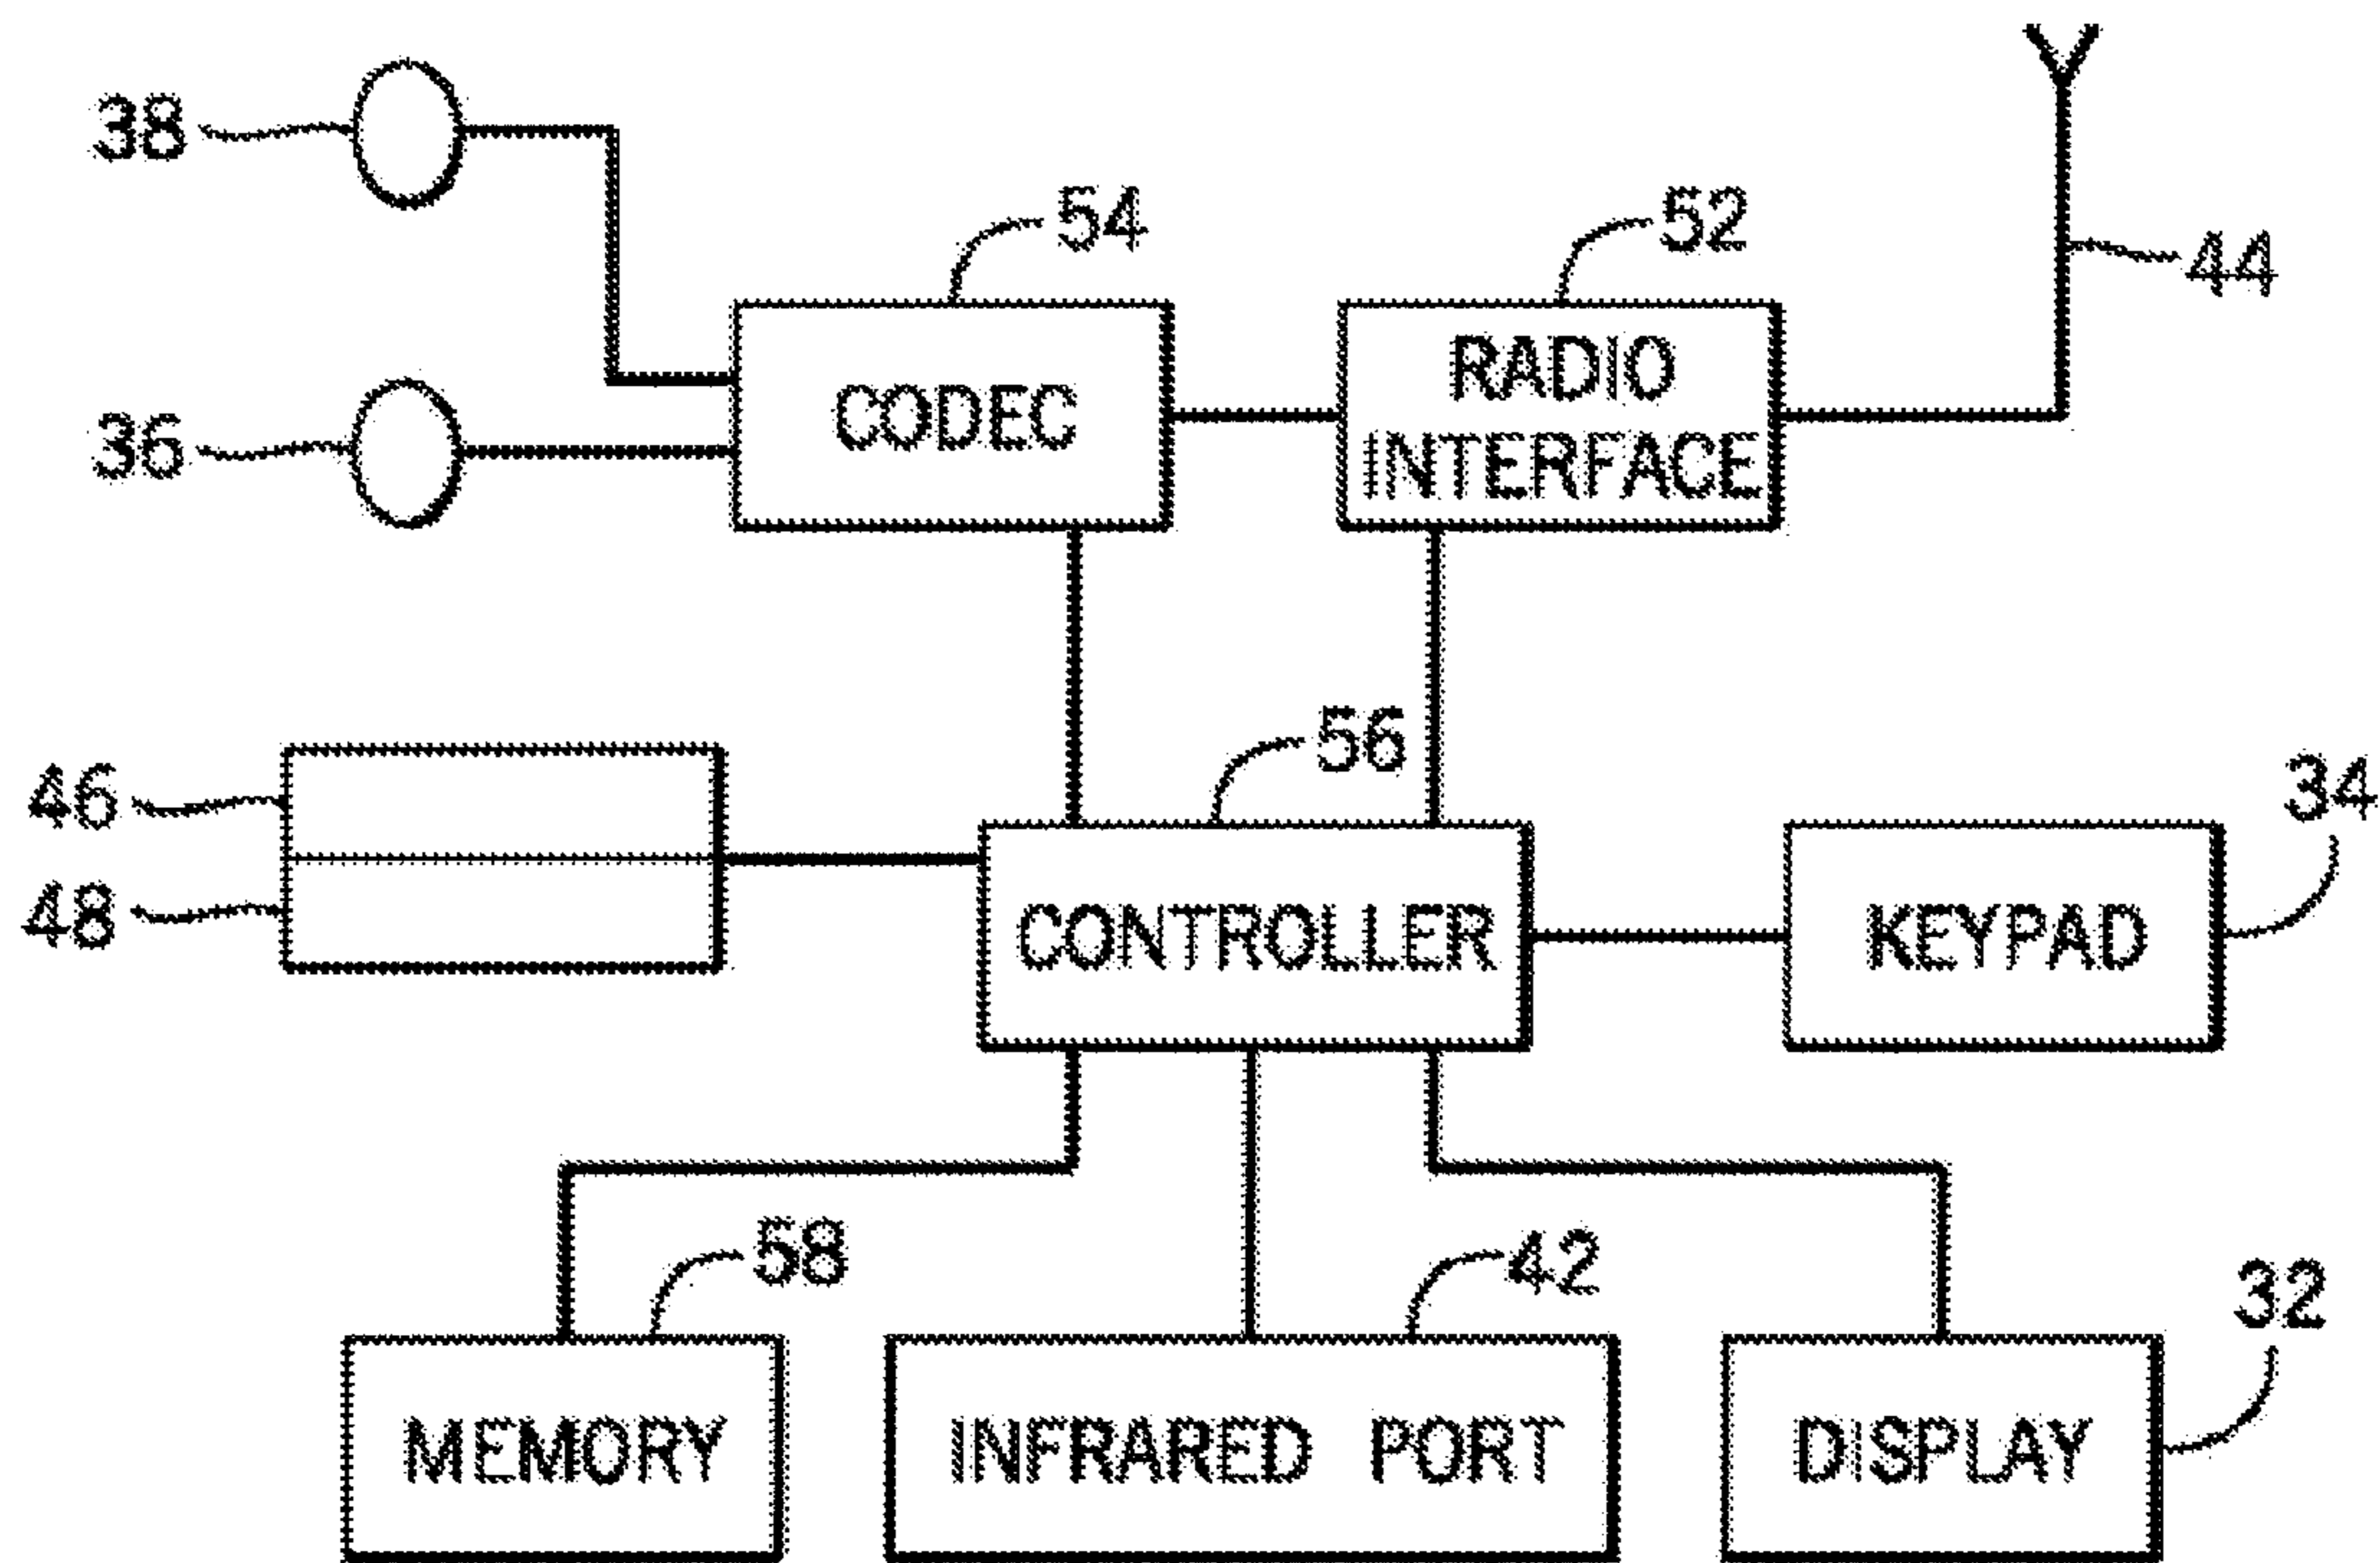 38
54
52
44
CODEC
RADIO
INTERFACE
36
56
34
46
48
CONTROLLER
KEYPAD
58
42
32
MEMORY
INFRARED PORT
DISPLAY